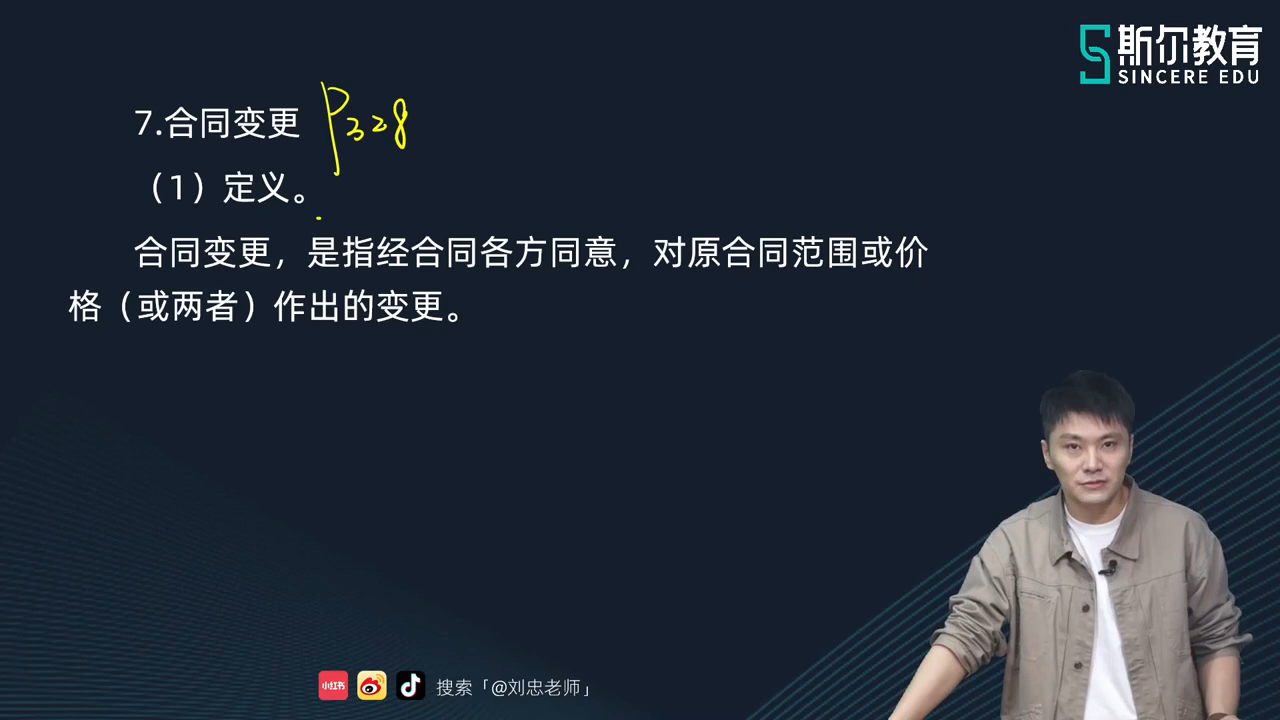 斯尔教育
SINCERE EDU
7.合同变更 P328
（1）定义。
合同变更，是指经合同各方同意，对原合同范围或价
格（或两者）作出的变更。
小红书 搜索「@刘忠老师」